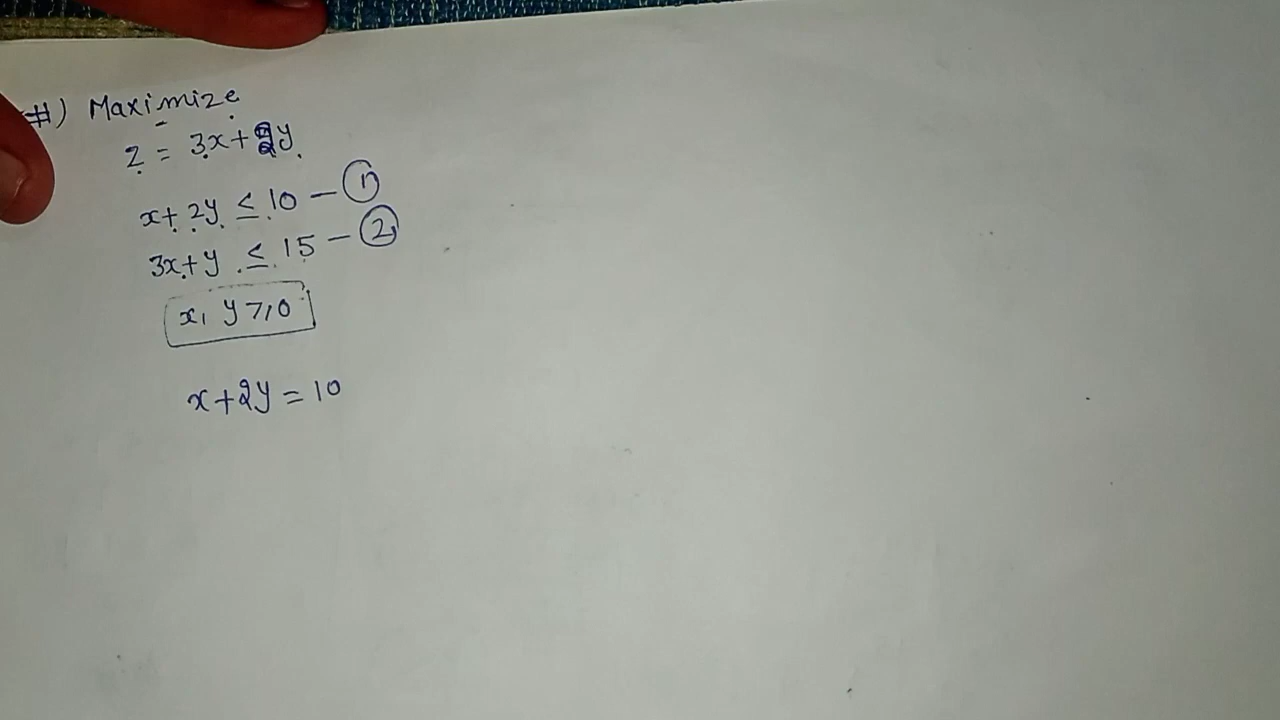 #) Maximize
Z = 3x+2y
x+2y ≤ 10 - ①
3x+y ≤ 15 - ②
x, y ≥ 0
x+2y = 10